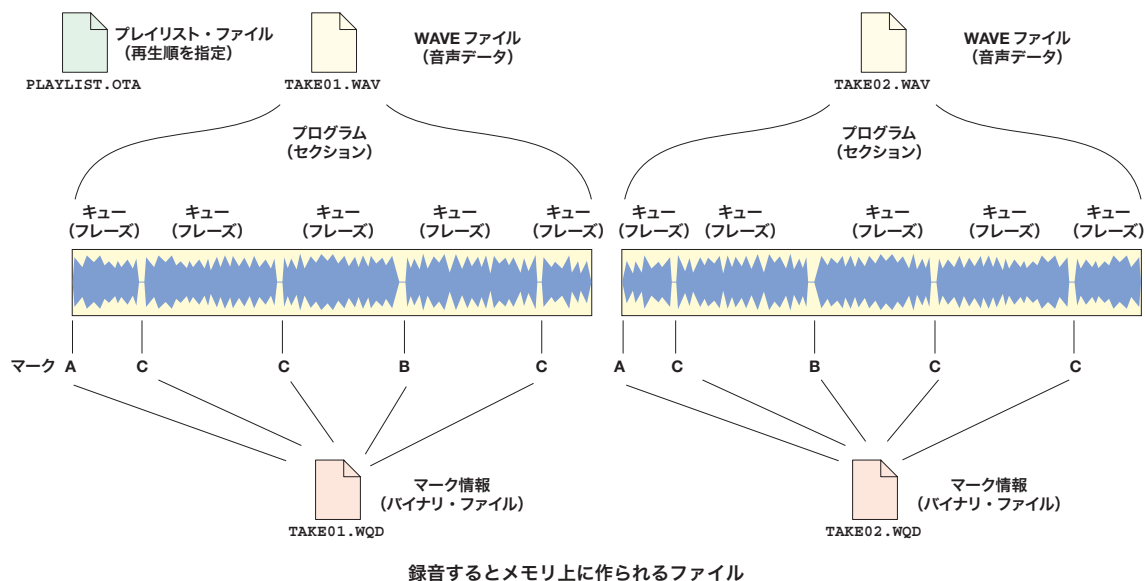 プレイリスト・ファイル
(再生順を指定)
PLAYLIST.OTA
WAVE ファイル
(音声データ)
TAKE01.WAV
WAVE ファイル
(音声データ)
TAKE02.WAV
プログラム
(セクション)
プログラム
(セクション)
キュー
(フレーズ)
キュー
(フレーズ)
キュー
(フレーズ)
キュー
(フレーズ)
キュー
(フレーズ)
キュー
(フレーズ)
キュー
(フレーズ)
キュー
(フレーズ)
キュー
(フレーズ)
キュー
(フレーズ)
マーク A C C B C
A C B C C
マーク情報
(バイナリ・ファイル)
TAKE01.WQD
マーク情報
(バイナリ・ファイル)
TAKE02.WQD
録音するとメモリ上に作られるファイル